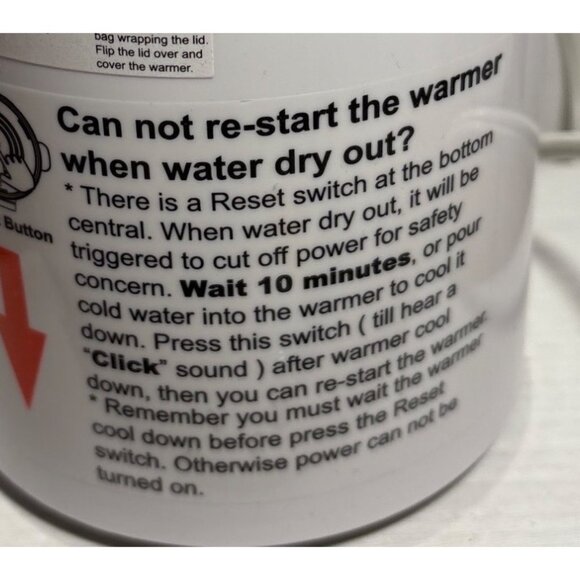 bag wrapping the lid.
Flip the lid over and
cover the warmer.
Can not re-start the warmer
when water dry out?
* There is a Reset switch at the bottom
central. When water dry out, it will be
triggered to cut off power for safety
concern. Wait 10 minutes, or pour
cold water into the warmer to cool it
down. Press this switch ( till hear a
"Click" sound ) after warmer cool
down, then you can re-start the warmer.
* Remember you must wait the warmer
cool down before press the Reset
switch. Otherwise power can not be
turned on.
Button